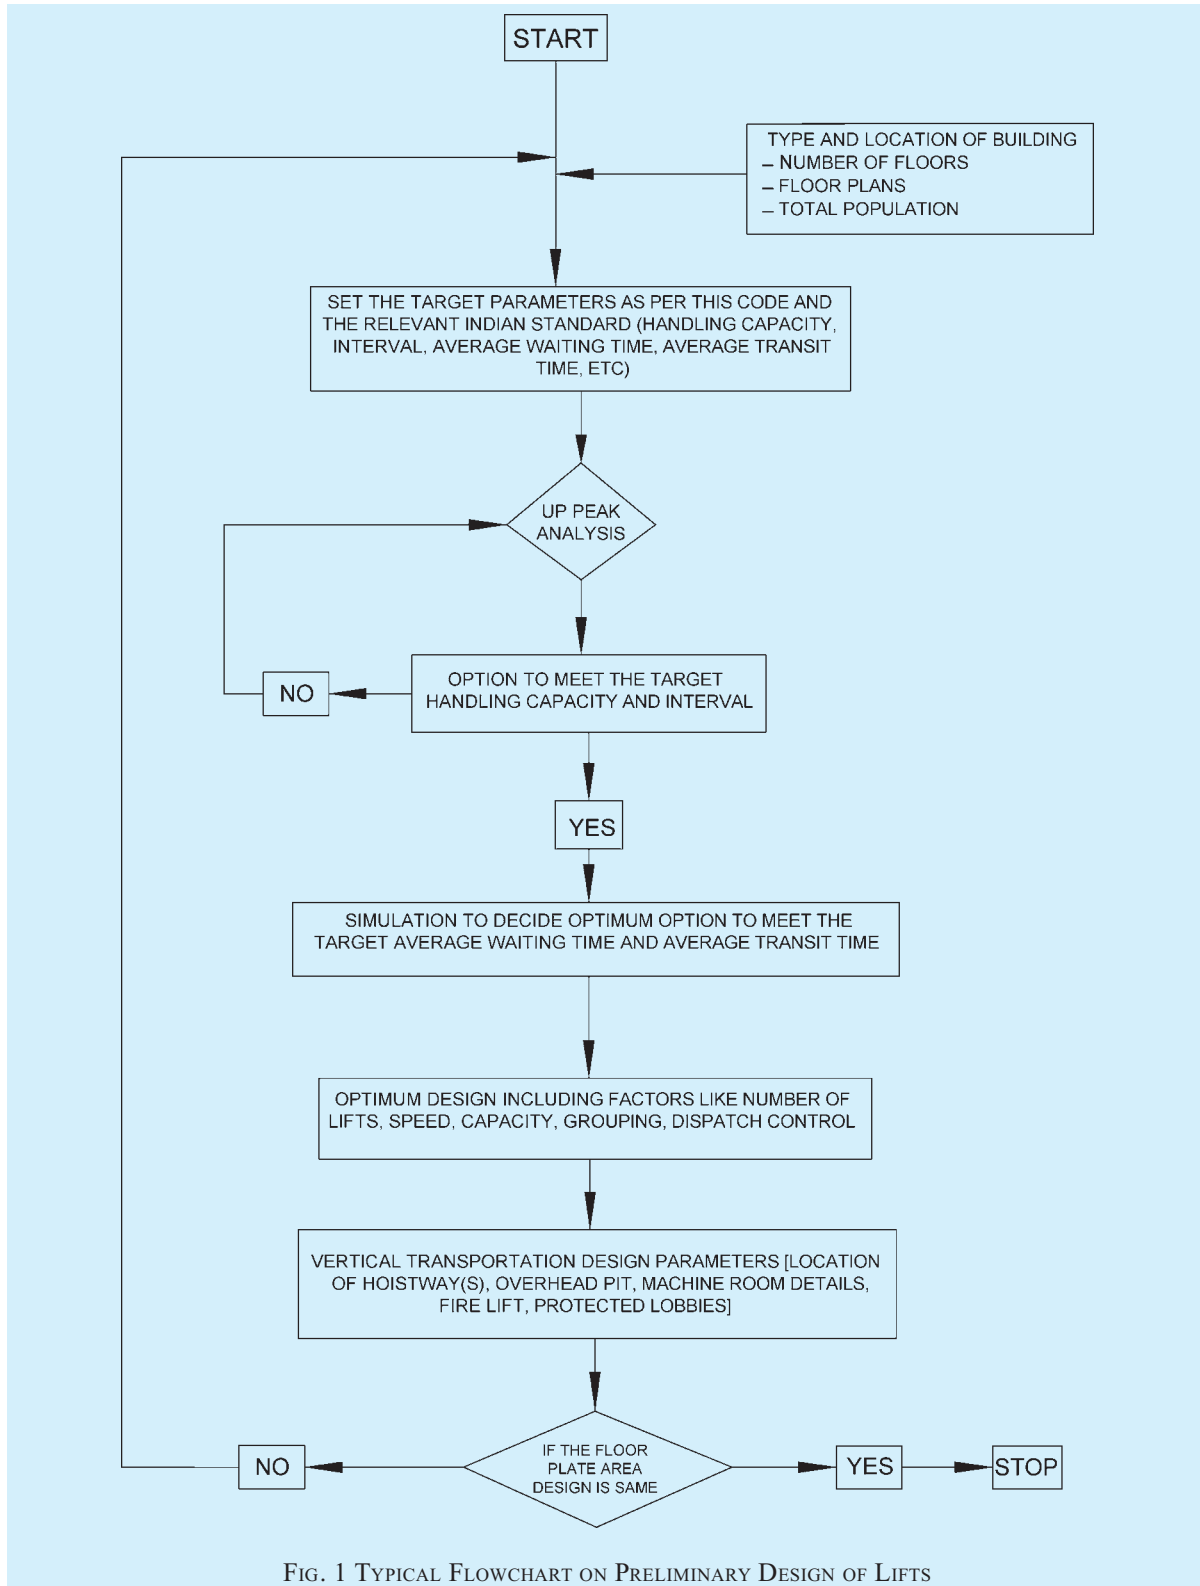 START
TYPE AND LOCATION OF BUILDING
– NUMBER OF FLOORS
– FLOOR PLANS
– TOTAL POPULATION
SET THE TARGET PARAMETERS AS PER THIS CODE AND
THE RELEVANT INDIAN STANDARD (HANDLING CAPACITY,
INTERVAL, AVERAGE WAITING TIME, AVERAGE TRANSIT
TIME, ETC)
UP PEAK
ANALYSIS
OPTION TO MEET THE TARGET
HANDLING CAPACITY AND INTERVAL
NO
YES
SIMULATION TO DECIDE OPTIMUM OPTION TO MEET THE
TARGET AVERAGE WAITING TIME AND AVERAGE TRANSIT TIME
OPTIMUM DESIGN INCLUDING FACTORS LIKE NUMBER OF
LIFTS, SPEED, CAPACITY, GROUPING, DISPATCH CONTROL
VERTICAL TRANSPORTATION DESIGN PARAMETERS [LOCATION
OF HOISTWAY(S), OVERHEAD PIT, MACHINE ROOM DETAILS,
FIRE LIFT, PROTECTED LOBBIES]
IF THE FLOOR
PLATE AREA
DESIGN IS SAME
NO
YES
STOP
FIG. 1 TYPICAL FLOWCHART ON PRELIMINARY DESIGN OF LIFTS